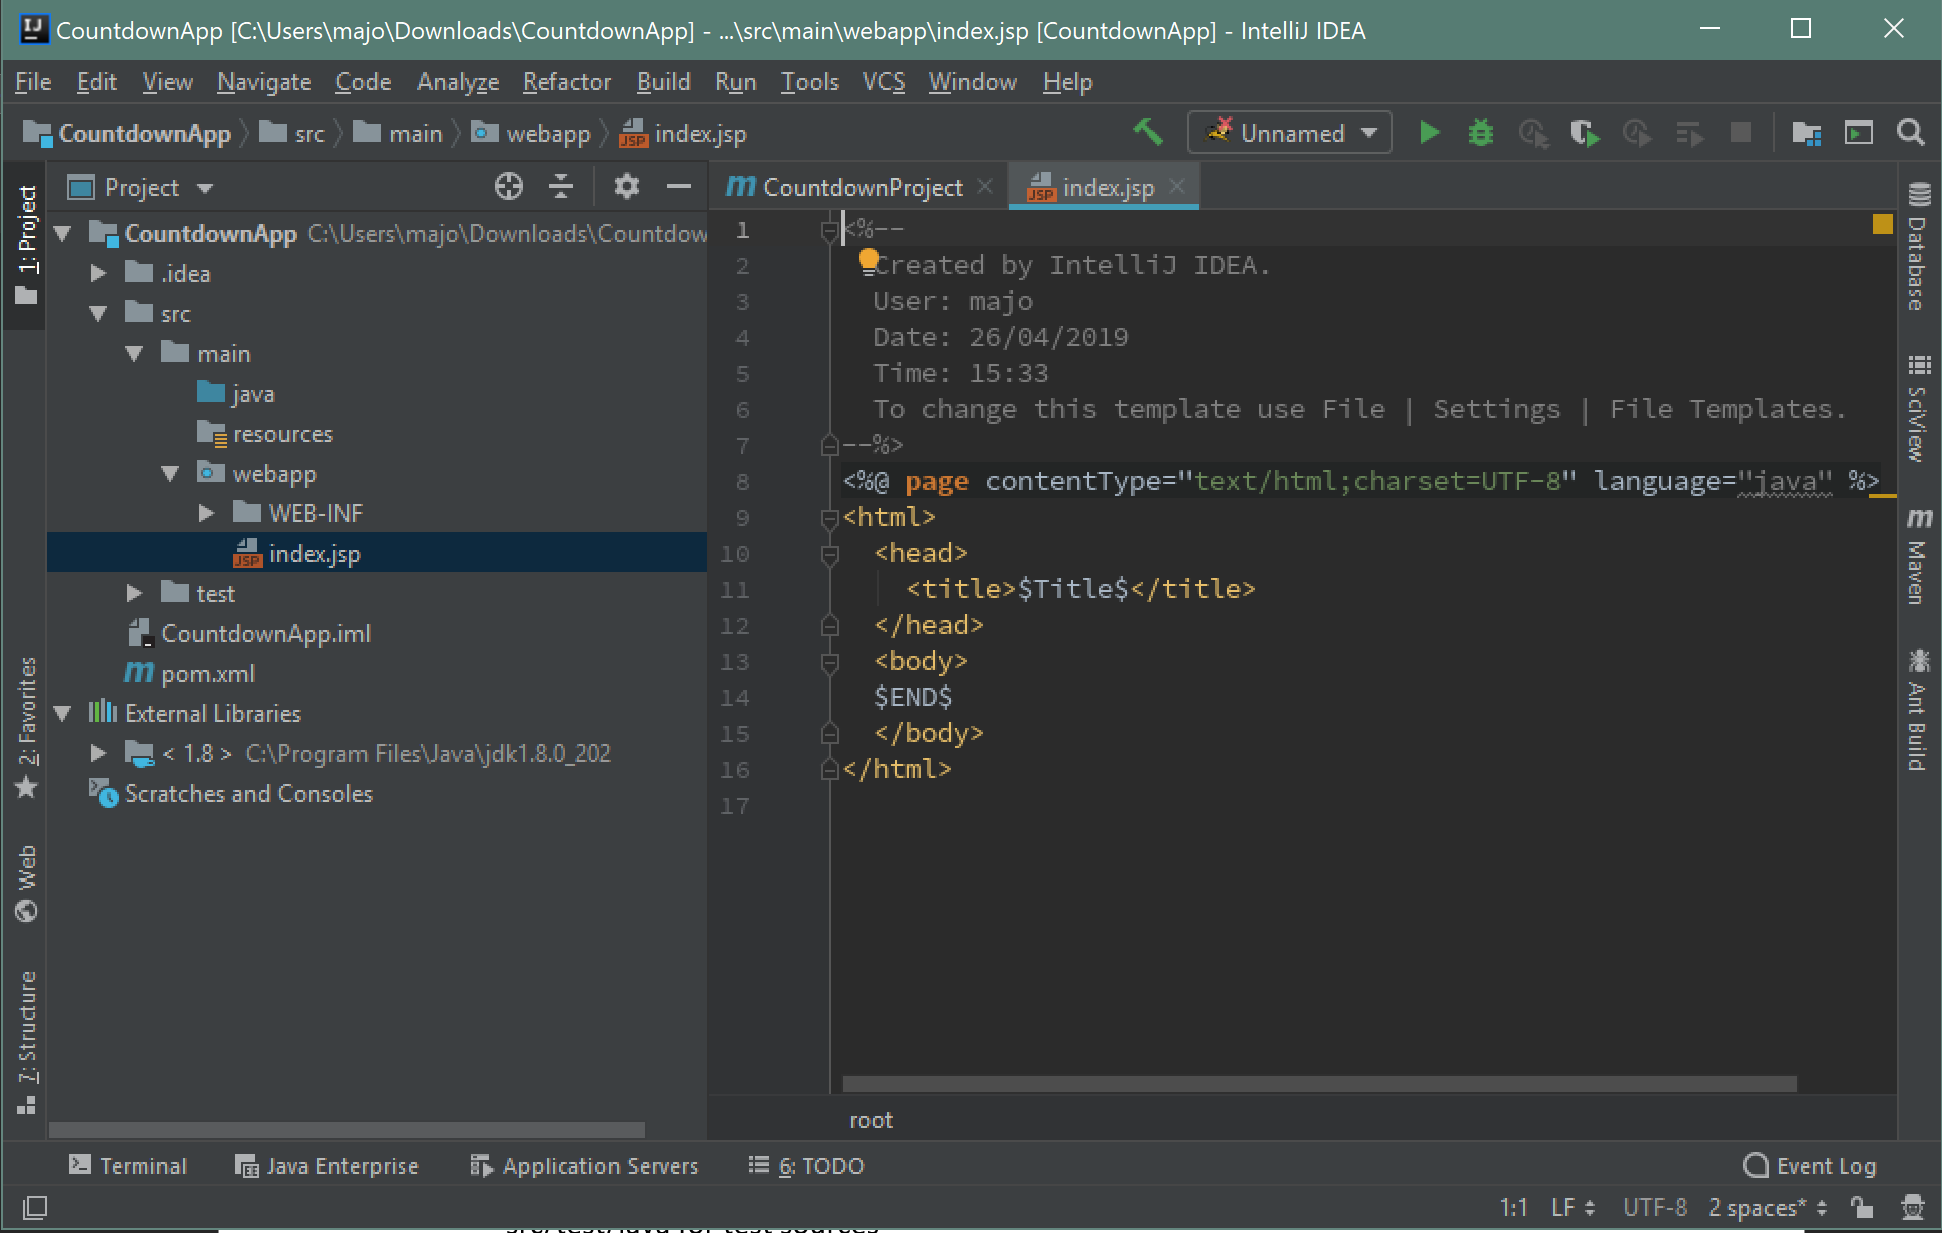 CountdownApp [C:\Users\majo\Downloads\CountdownApp] - ...\src\main\webapp\index.jsp [CountdownApp] - IntelliJ IDEA
File Edit View Navigate Code Analyze Refactor Build Run Tools VCS Window Help
CountdownApp src main webapp index.jsp Unnamed
1: Project
2: Favorites
Web
7: Structure
Project
CountdownApp C:\Users\majo\Downloads\Countdow
.idea
src
main
java
resources
webapp
WEB-INF
index.jsp
test
CountdownApp.iml
pom.xml
External Libraries
< 1.8 > C:\Program Files\Java\jdk1.8.0_202
Scratches and Consoles
CountdownProject index.jsp
1 <%--
2 Created by IntelliJ IDEA.
3 User: majo
4 Date: 26/04/2019
5 Time: 15:33
6 To change this template use File | Settings | File Templates.
7 --%>
8 <%@ page contentType="text/html;charset=UTF-8" language="java" %>
9 <html>
10 <head>
11 <title>$Title$</title>
12 </head>
13 <body>
14 $END$
15 </body>
16 </html>
17
root
Database
SciView
Maven
Ant Build
Terminal Java Enterprise Application Servers 6: TODO Event Log
1:1 LF UTF-8 2 spaces*
src/test/java for test sources